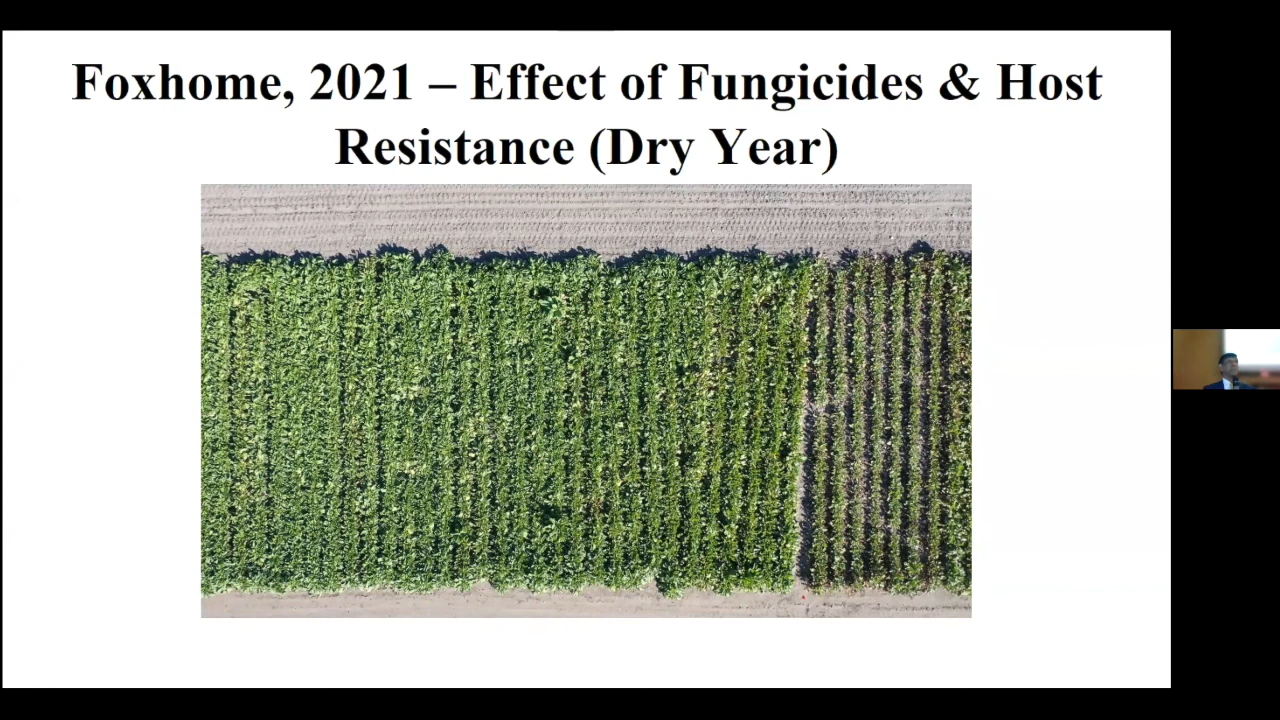 Foxhome, 2021 – Effect of Fungicides & Host
Resistance (Dry Year)